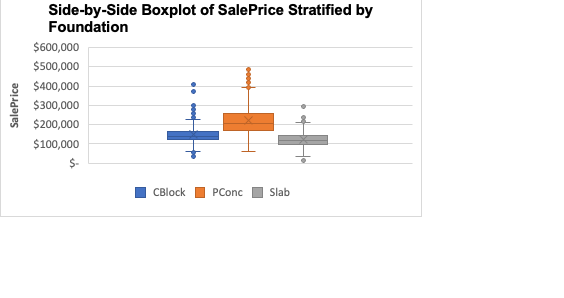 Side-by-Side Boxplot of SalePrice Stratified by
Foundation
$600,000
$500,000
$400,000
$300,000
$200,000
$100,000
$-
SalePrice
CBlock PConc Slab